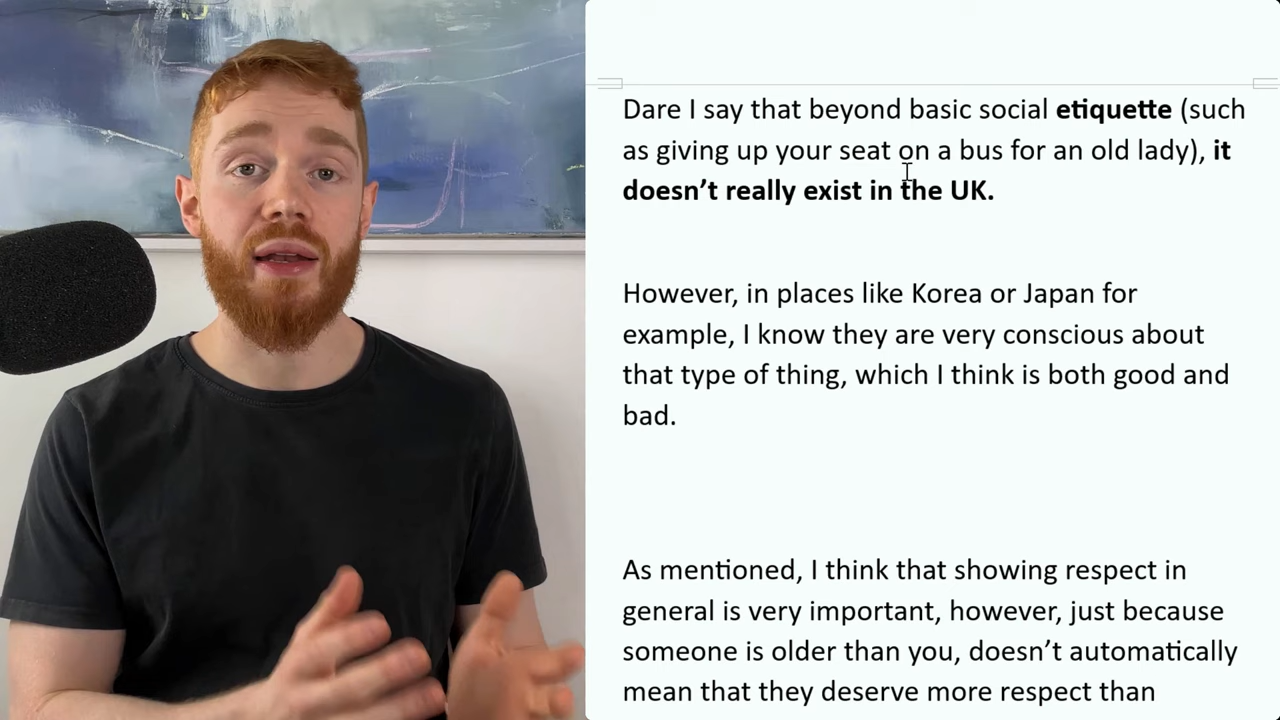 Dare I say that beyond basic social etiquette (such
as giving up your seat on a bus for an old lady), it
doesn’t really exist in the UK.
However, in places like Korea or Japan for
example, I know they are very conscious about
that type of thing, which I think is both good and
bad.
As mentioned, I think that showing respect in
general is very important, however, just because
someone is older than you, doesn’t automatically
mean that they deserve more respect than